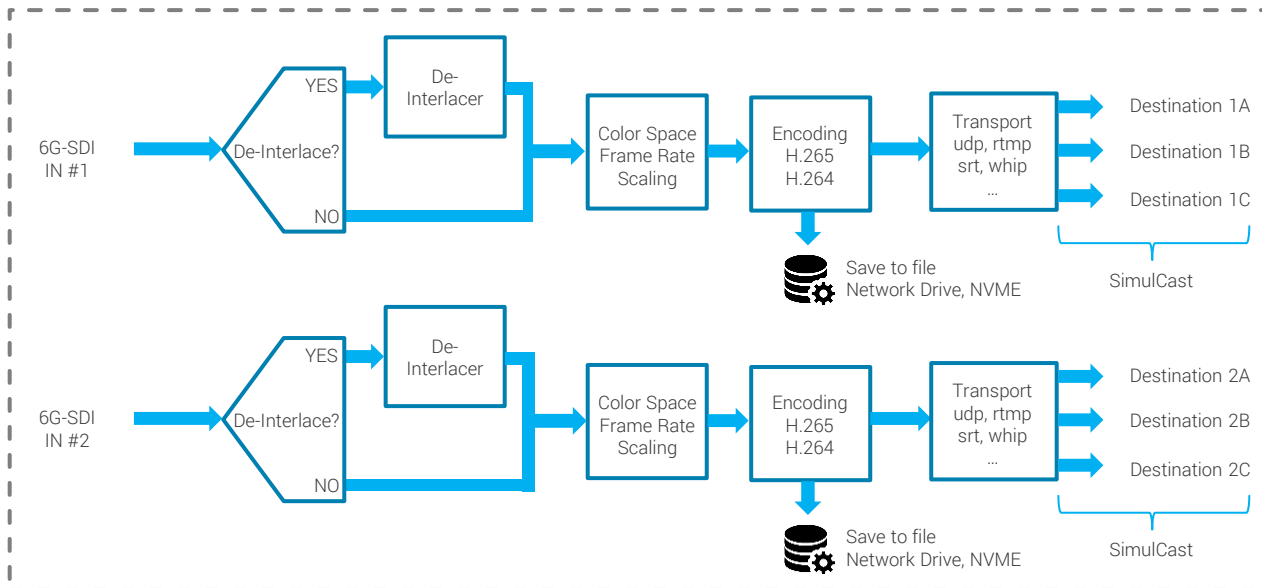 6G-SDI
IN #1
De-Interlace?
YES
NO
De-
Interlacer
Color Space
Frame Rate
Scaling
Encoding
H.265
H.264
Save to file
Network Drive, NVME
Transport
udp, rtmp
srt, whip
...
Destination 1A
Destination 1B
Destination 1C
SimulCast
6G-SDI
IN #2
De-Interlace?
YES
NO
De-
Interlacer
Color Space
Frame Rate
Scaling
Encoding
H.265
H.264
Save to file
Network Drive, NVME
Transport
udp, rtmp
srt, whip
...
Destination 2A
Destination 2B
Destination 2C
SimulCast